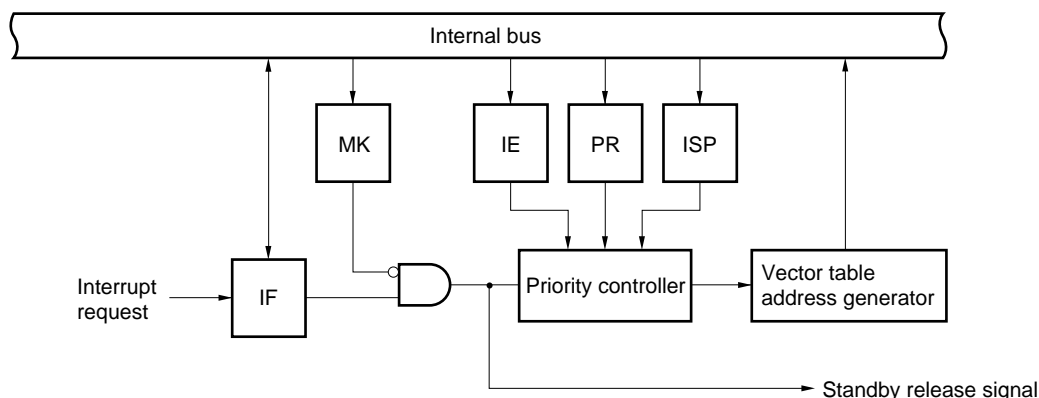 Internal bus
MK
IE
PR
ISP
Interrupt
request
IF
Priority controller
Vector table
address generator
Standby release signal